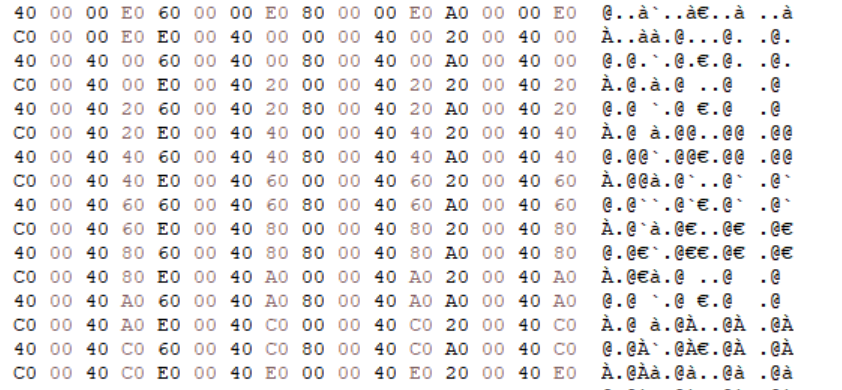 40 00 00 E0 60 00 00 E0 80 00 00 E0 A0 00 00 E0 @..à`..à€..à ..à
C0 00 00 E0 E0 00 40 00 00 00 40 00 20 00 40 00 À..àà.@...@. .@.
40 00 40 00 60 00 40 00 80 00 40 00 A0 00 40 00 @.@.`.@.€.@. .@.
C0 00 40 00 E0 00 40 20 00 00 40 20 20 00 40 20 À.@.à.@ ..@  .@
40 00 40 20 60 00 40 20 80 00 40 20 A0 00 40 20 @.@ `.@ €.@  .@
C0 00 40 20 E0 00 40 40 00 00 40 40 20 00 40 40 À.@ à.@@..@@ .@@
40 00 40 40 60 00 40 40 80 00 40 40 A0 00 40 40 @.@@`.@@€.@@ .@@
C0 00 40 40 E0 00 40 60 00 00 40 60 20 00 40 60 À.@@à.@`..@` .@`
40 00 40 60 60 00 40 60 80 00 40 60 A0 00 40 60 @.@``.@`€.@` .@`
C0 00 40 60 E0 00 40 80 00 00 40 80 20 00 40 80 À.@`à.@€..@€ .@€
40 00 40 80 60 00 40 80 80 00 40 80 A0 00 40 80 @.@€`.@€€.@€ .@€
C0 00 40 80 E0 00 40 A0 00 00 40 A0 20 00 40 A0 À.@€à.@ ..@  .@
40 00 40 A0 60 00 40 A0 80 00 40 A0 A0 00 40 A0 @.@ `.@ €.@  .@
C0 00 40 A0 E0 00 40 C0 00 00 40 C0 20 00 40 C0 À.@ à.@À..@À .@À
40 00 40 C0 60 00 40 C0 80 00 40 C0 A0 00 40 C0 @.@À`.@À€.@À .@À
C0 00 40 C0 E0 00 40 E0 00 00 40 E0 20 00 40 E0 À.@Àà.@à..@à .@à